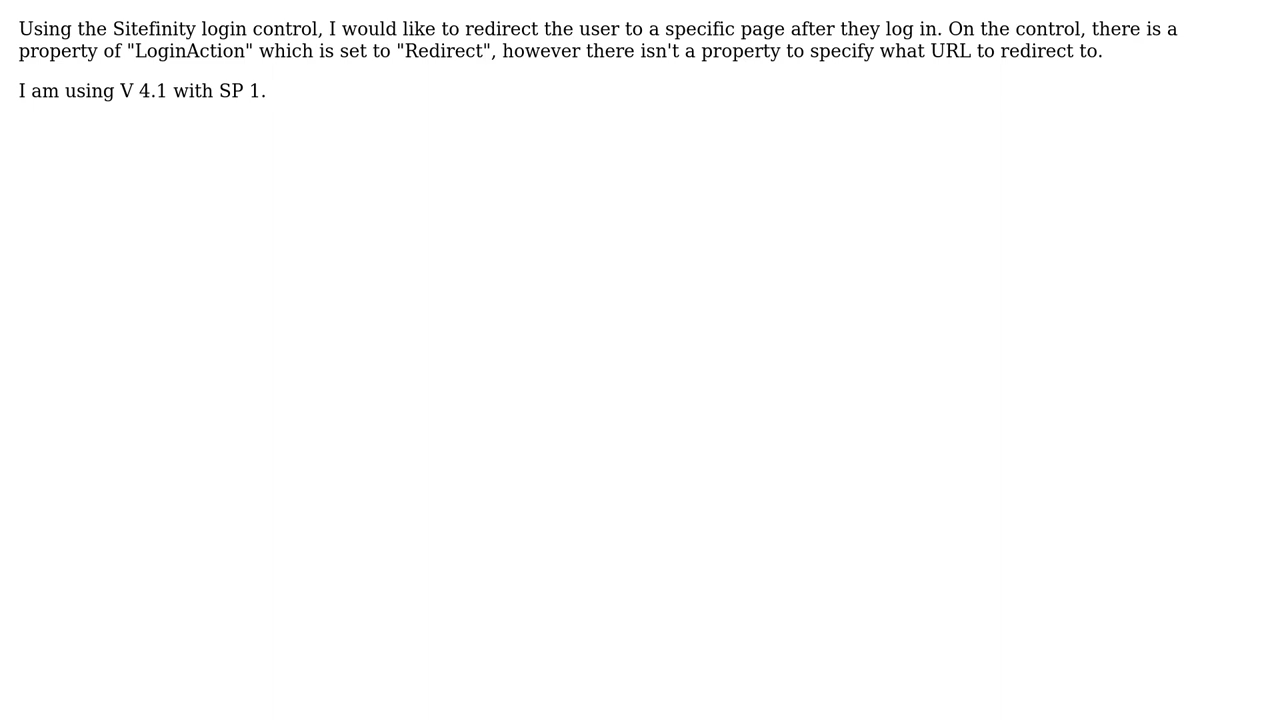 Using the Sitefinity login control, I would like to redirect the user to a specific page after they log in. On the control, there is a
property of "LoginAction" which is set to "Redirect", however there isn't a property to specify what URL to redirect to.
I am using V 4.1 with SP 1.